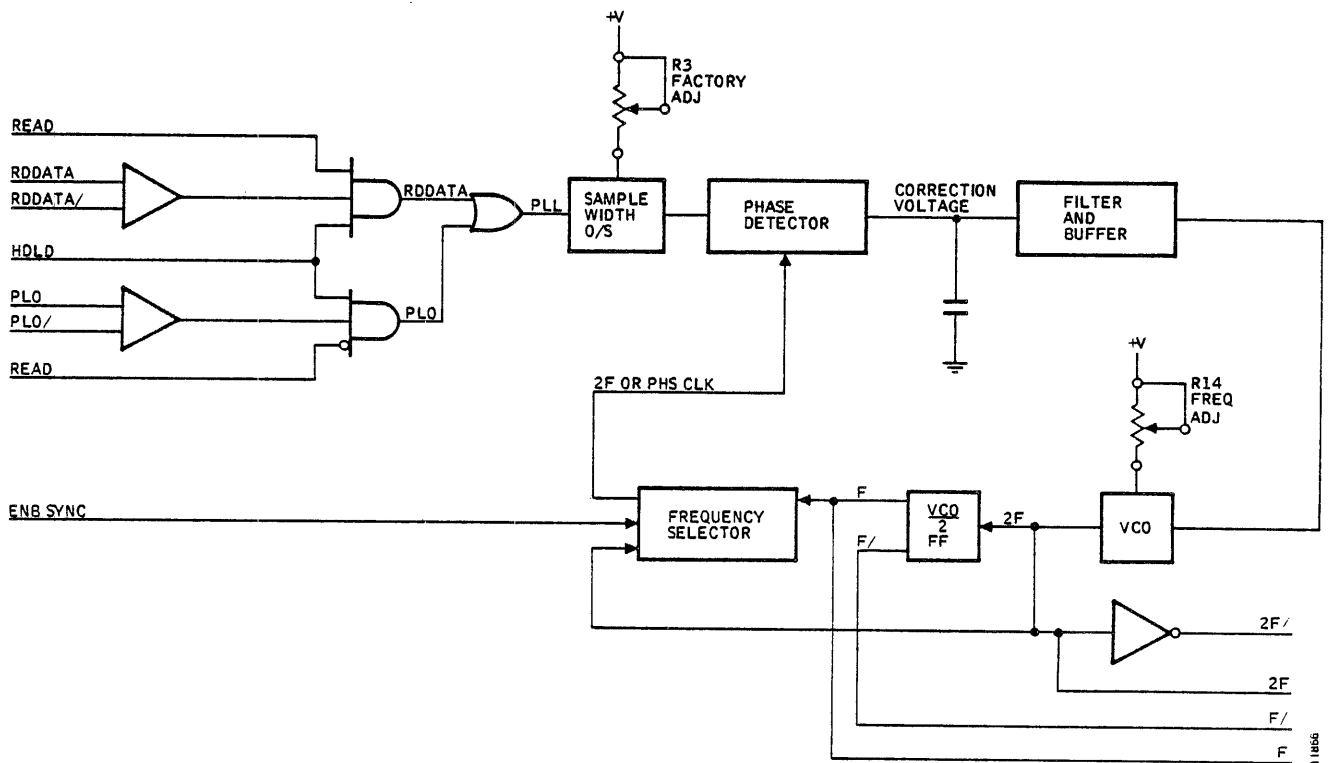 +V
R3
FACTORY
ADJ
READ
RDDATA
RDDATA/
RDDATA
HDLD
PLL
SAMPLE
WIDTH
O/S
PHASE
DETECTOR
CORRECTION
VOLTAGE
FILTER
AND
BUFFER
PLO
PLO/
PLO
READ
2F OR PHS CLK
+V
R14
FREQ
ADJ
ENB SYNC
FREQUENCY
SELECTOR
F
F/
VCO
2
FF
2F
VCO
2F/
2F
F/
F